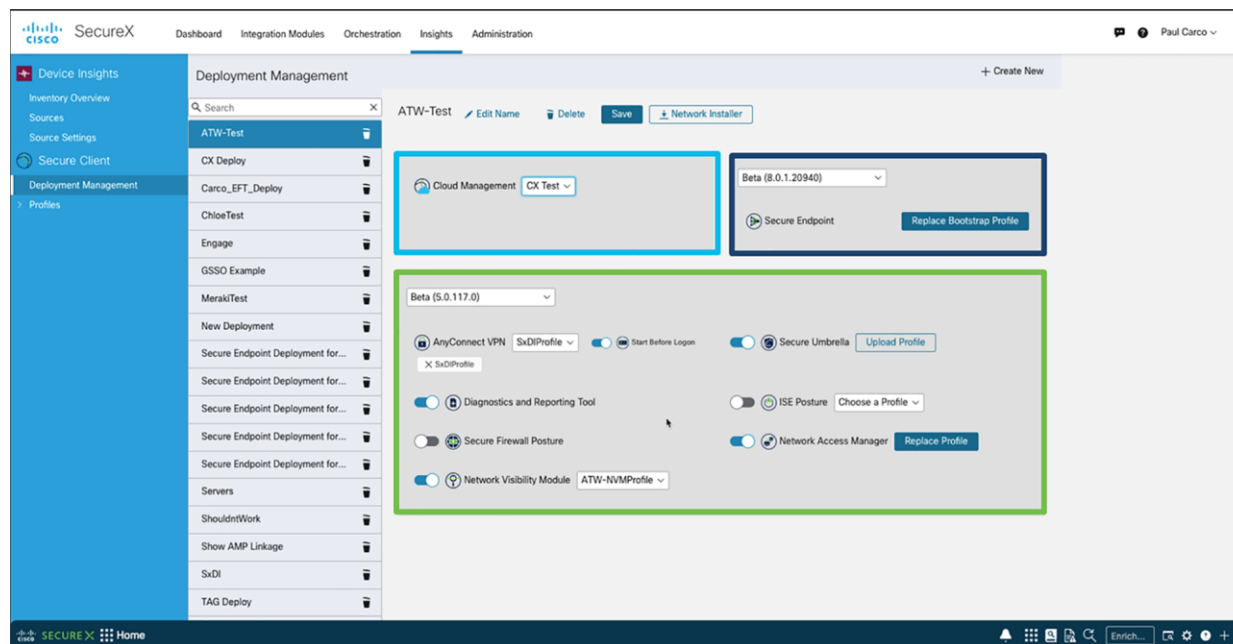 CISCO SecureX Dashboard Integration Modules Orchestration Insights Administration Paul Carco
Device Insights
Inventory Overview
Sources
Source Settings
Secure Client
Deployment Management
Profiles
Deployment Management
+ Create New
Search
ATW-Test
CX Deploy
Carco_EFT_Deploy
ChloeTest
Engage
GSSO Example
MerakiTest
New Deployment
Secure Endpoint Deployment for...
Secure Endpoint Deployment for...
Secure Endpoint Deployment for...
Secure Endpoint Deployment for...
Secure Endpoint Deployment for...
Servers
ShouldntWork
Show AMP Linkage
SxDI
TAG Deploy
ATW-Test Edit Name Delete Save Network Installer
Cloud Management CX Test
Beta (8.0.1.20940)
Secure Endpoint Replace Bootstrap Profile
Beta (5.0.117.0)
AnyConnect VPN SxDIProfile Start Before Logon Secure Umbrella Upload Profile
X SxDIProfile
Diagnostics and Reporting Tool ISE Posture Choose a Profile
Secure Firewall Posture Network Access Manager Replace Profile
Network Visibility Module ATW-NVMProfile
CISCO SECUREX Home Enrich...